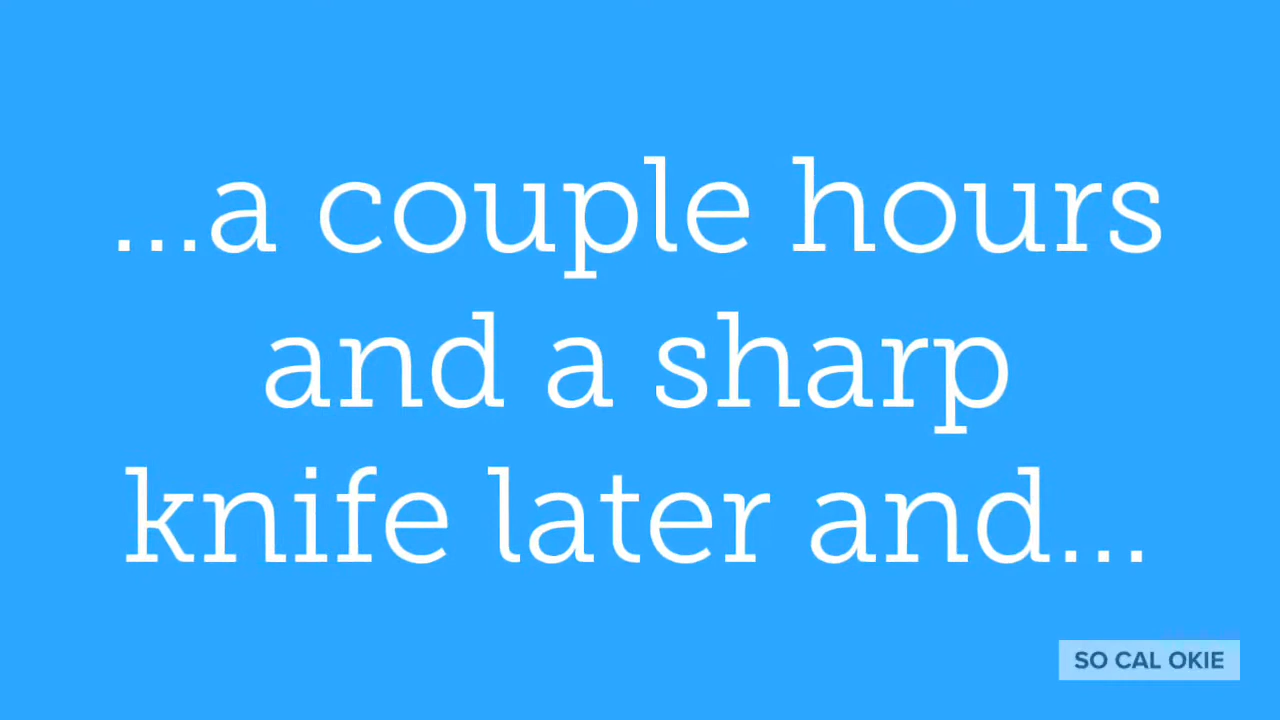 ...a couple hours
and a sharp
knife later and...
SO CAL OKIE